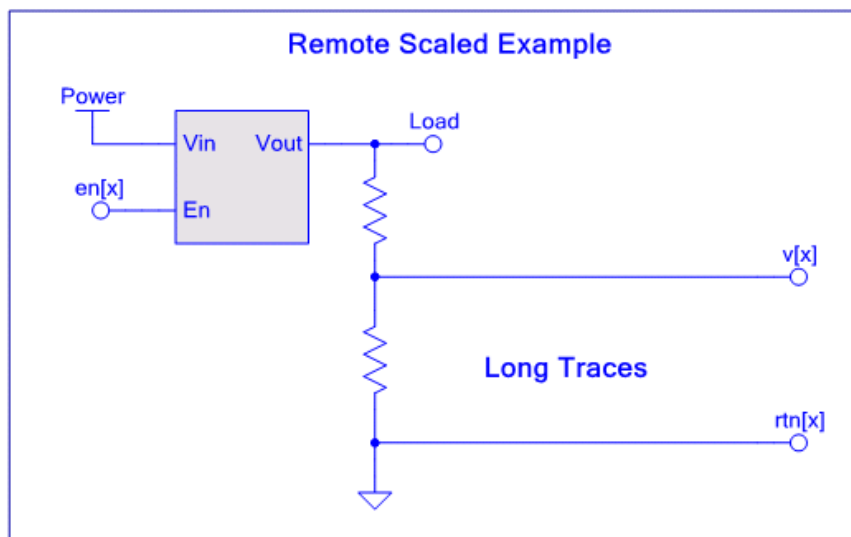 Remote Scaled Example
Power
Vin
Vout
Load
en[x]
En
v[x]
Long Traces
rtn[x]